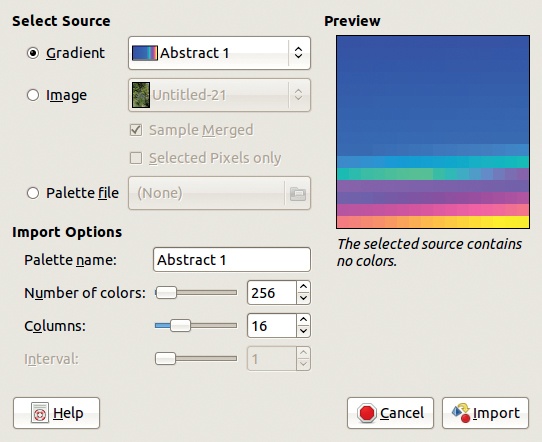 Select Source
Preview
Gradient
Abstract 1
Image
Untitled-21
Sample Merged
Selected Pixels only
Palette file
(None)
The selected source contains
no colors.
Import Options
Palette name:
Abstract 1
Number of colors:
256
Columns:
16
Interval:
1
Help
Cancel
Import